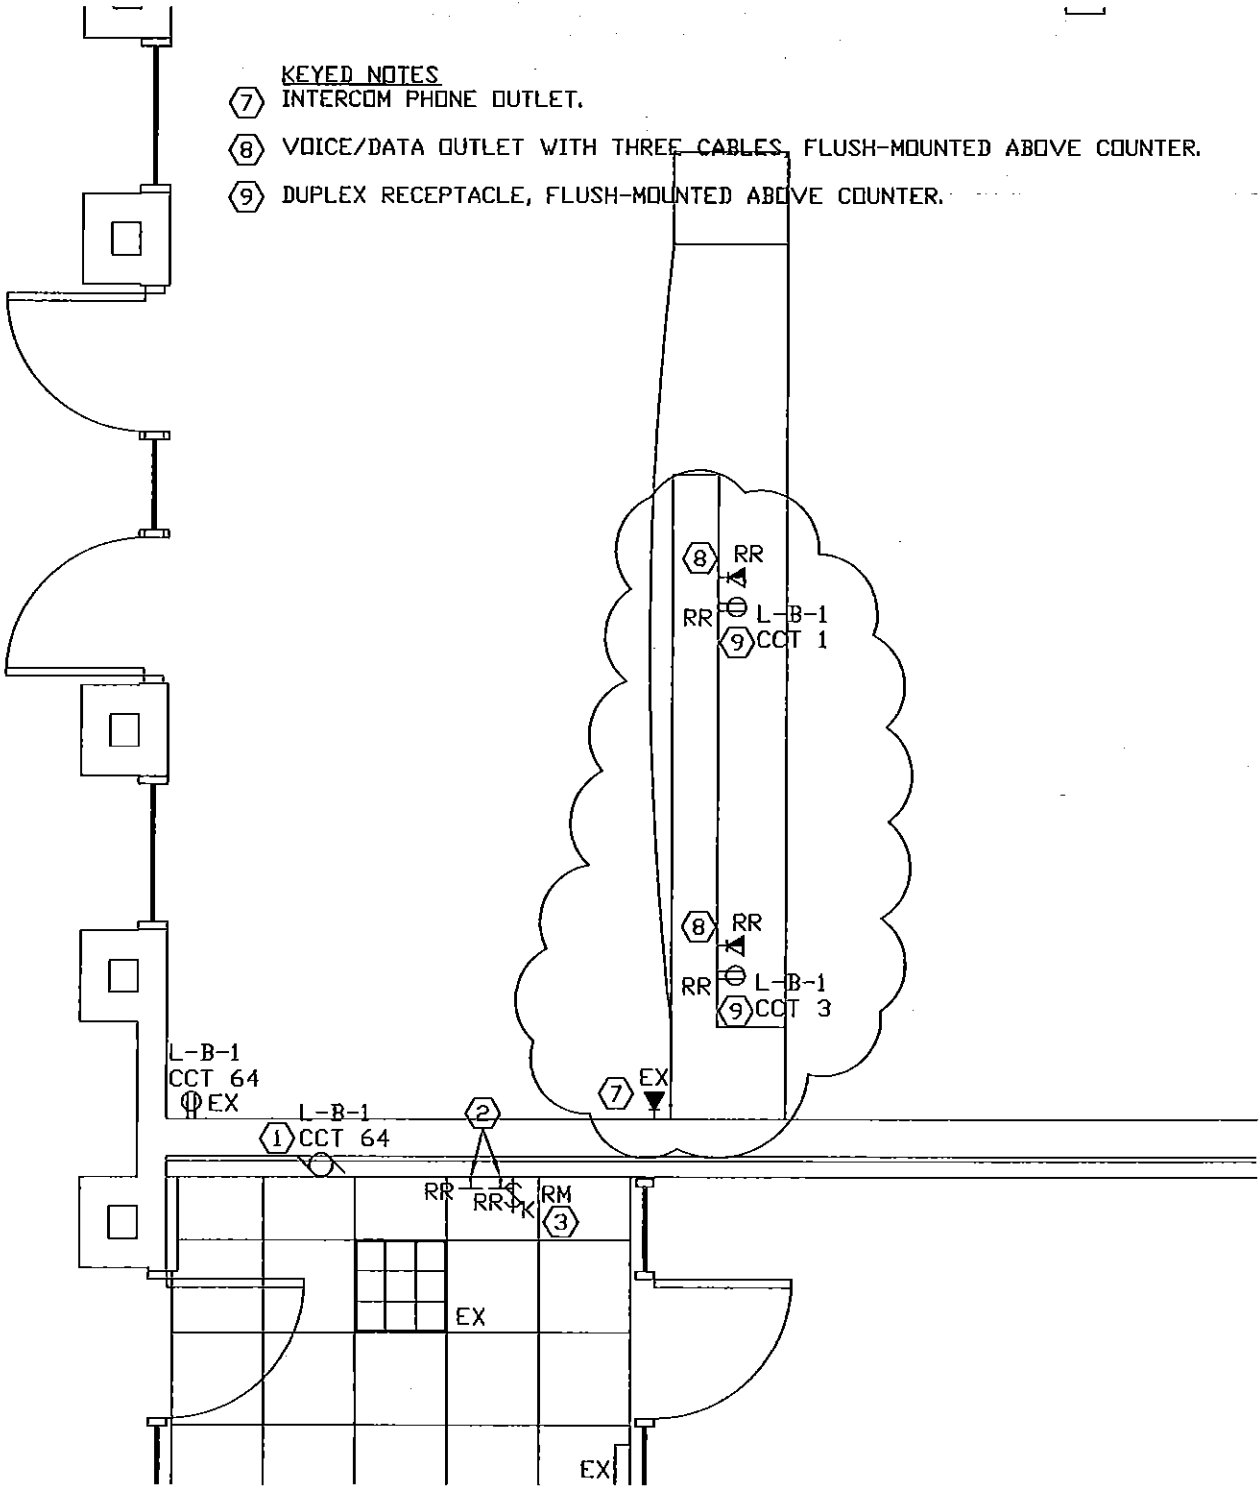 KEYED NOTES
7 INTERCOM PHONE OUTLET.
8 VOICE/DATA OUTLET WITH THREE CABLES, FLUSH-MOUNTED ABOVE COUNTER.
9 DUPLEX RECEPTACLE, FLUSH-MOUNTED ABOVE COUNTER.
8 RR
RR L-B-1
9 CCT 1
8 RR
RR L-B-1
9 CCT 3
L-B-1
CCT 64
EX
7 EX
L-B-1
1 CCT 64
2
RR RR $K RM
3
EX
EX